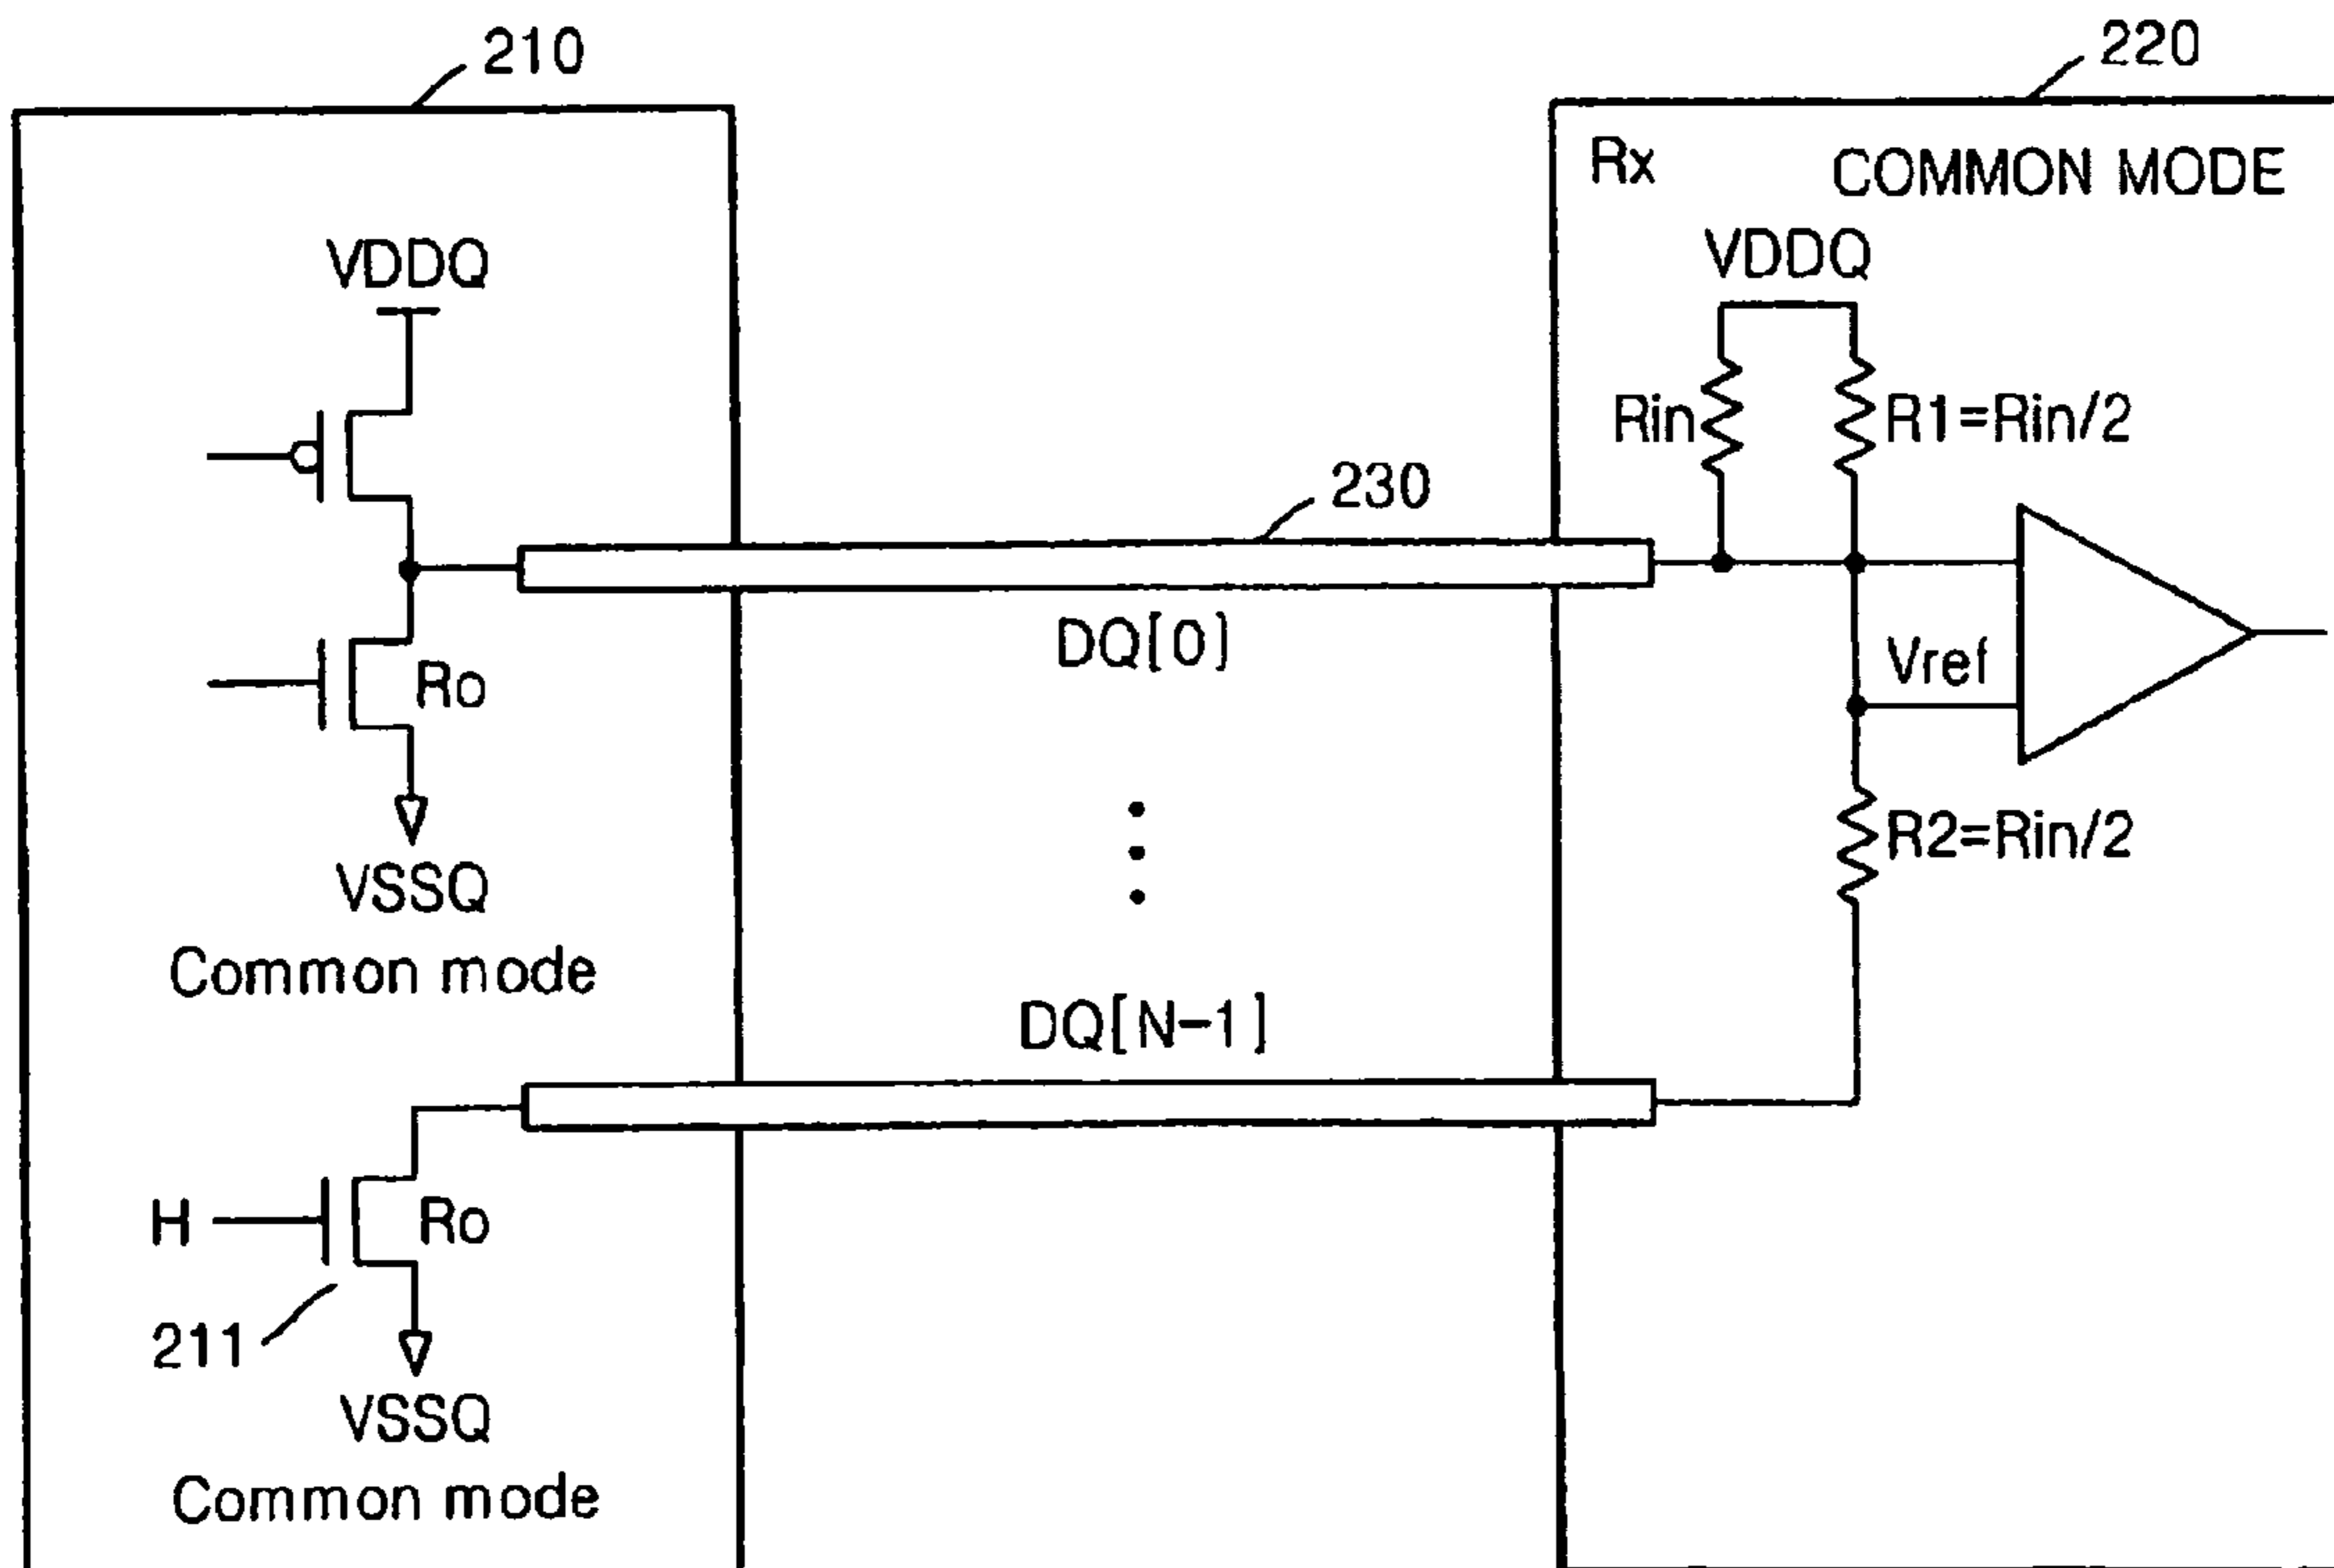 210
220
Rx
COMMON MODE
VDDQ
VDDQ
Rin
R1=Rin/2
230
DQ[0]
Ro
Vref
VSSQ
R2=Rin/2
Common mode
DQ[N-1]
H
Ro
211
VSSQ
Common mode